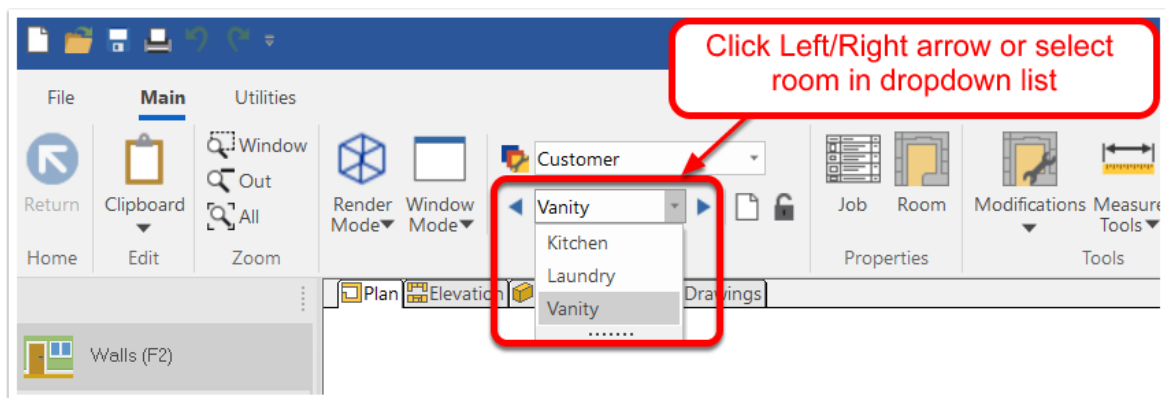 Click Left/Right arrow or select
room in dropdown list
File Main Utilities
Window
Out
All
Return
Clipboard
Render
Mode
Window
Mode
Customer
Vanity
Kitchen
Laundry
Vanity
Job
Room
Modifications
Measure
Tools
Home
Edit
Zoom
Properties
Tools
Plan
Elevation
Drawings
Walls (F2)